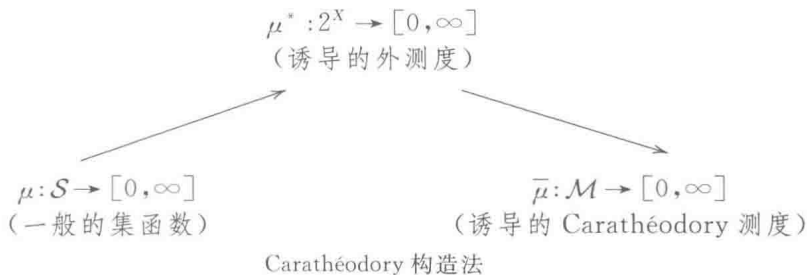 μ* : 2^X → [0,∞]
(诱导的外测度)
μ:𝒮→[0,∞]
(一般的集函数)
μ̄:ℳ→[0,∞]
(诱导的 Carathéodory 测度)
Carathéodory 构造法